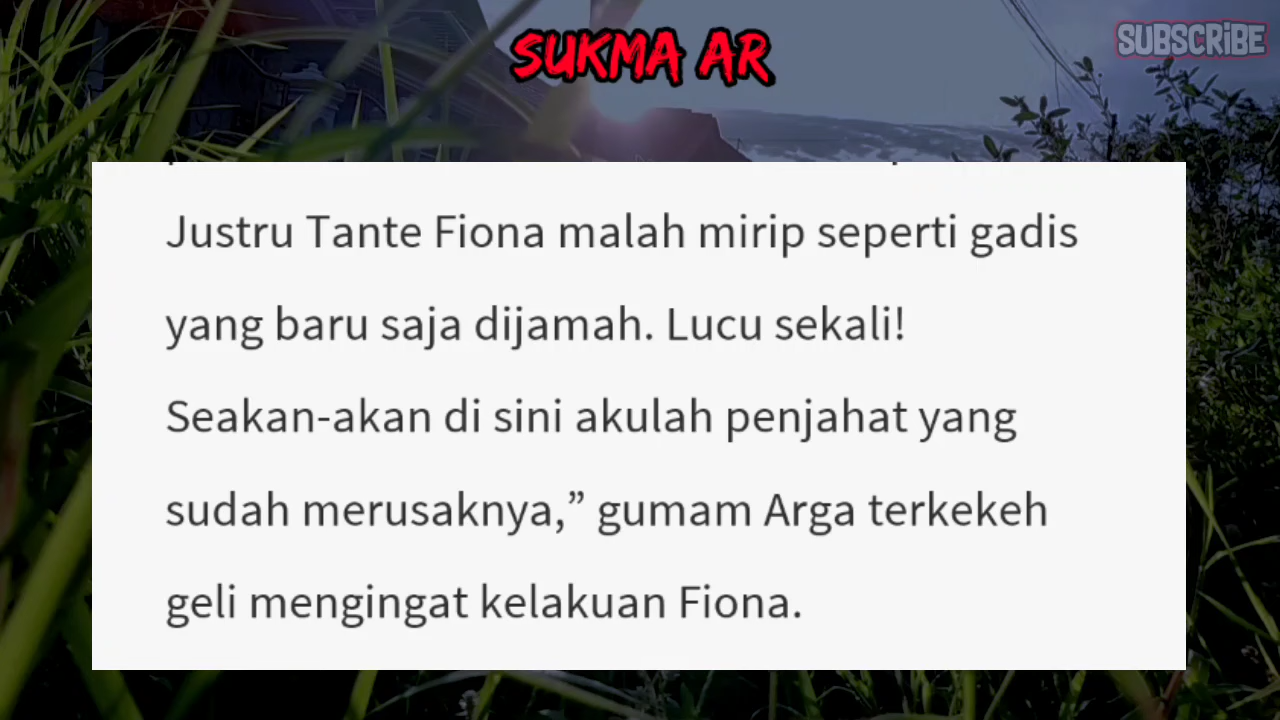 SUKMA AR
SUBSCRIBE
Justru Tante Fiona malah mirip seperti gadis
yang baru saja dijamah. Lucu sekali!
Seakan-akan di sini akulah penjahat yang
sudah merusaknya,” gumam Arga terkekeh
geli mengingat kelakuan Fiona.